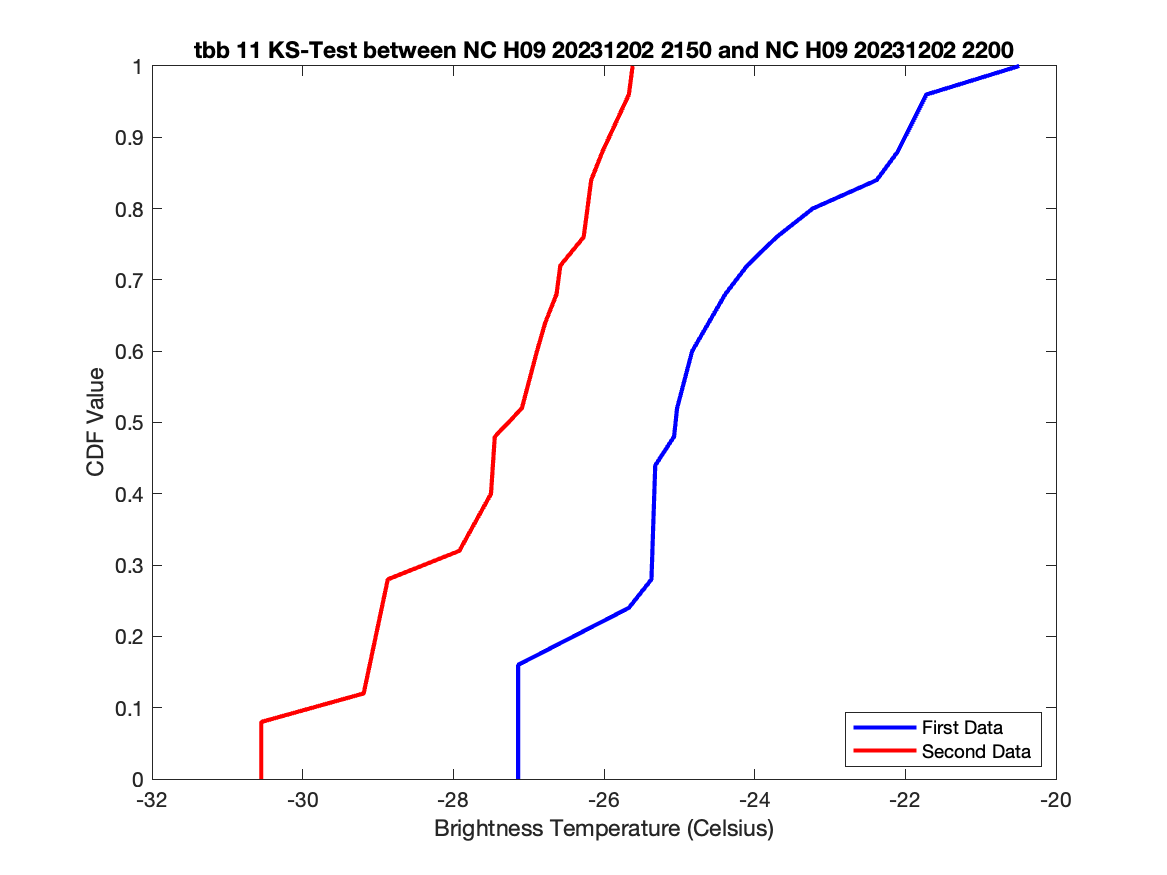 tbb 11 KS-Test between NC H09 20231202 2150 and NC H09 20231202 2200
1
0.9
0.8
0.7
0.6
0.5
0.4
0.3
0.2
0.1
0
CDF Value
First Data
Second Data
-32 -30 -28 -26 -24 -22 -20
Brightness Temperature (Celsius)